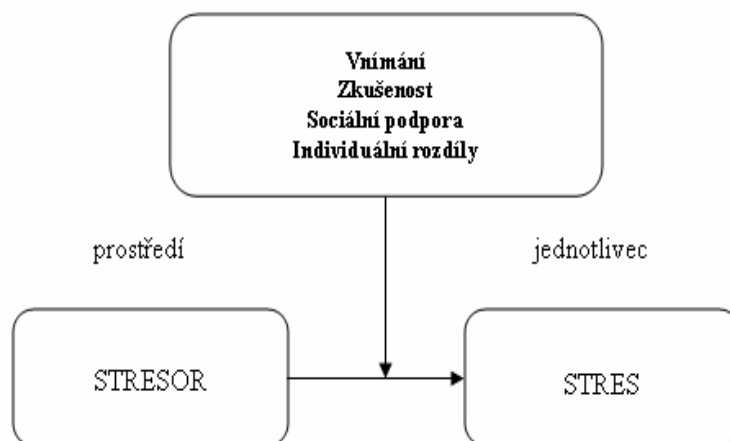 Vnímání
Zkušenost
Sociální podpora
Individuální rozdíly
prostředí
jednotlivec
STRESOR
STRES